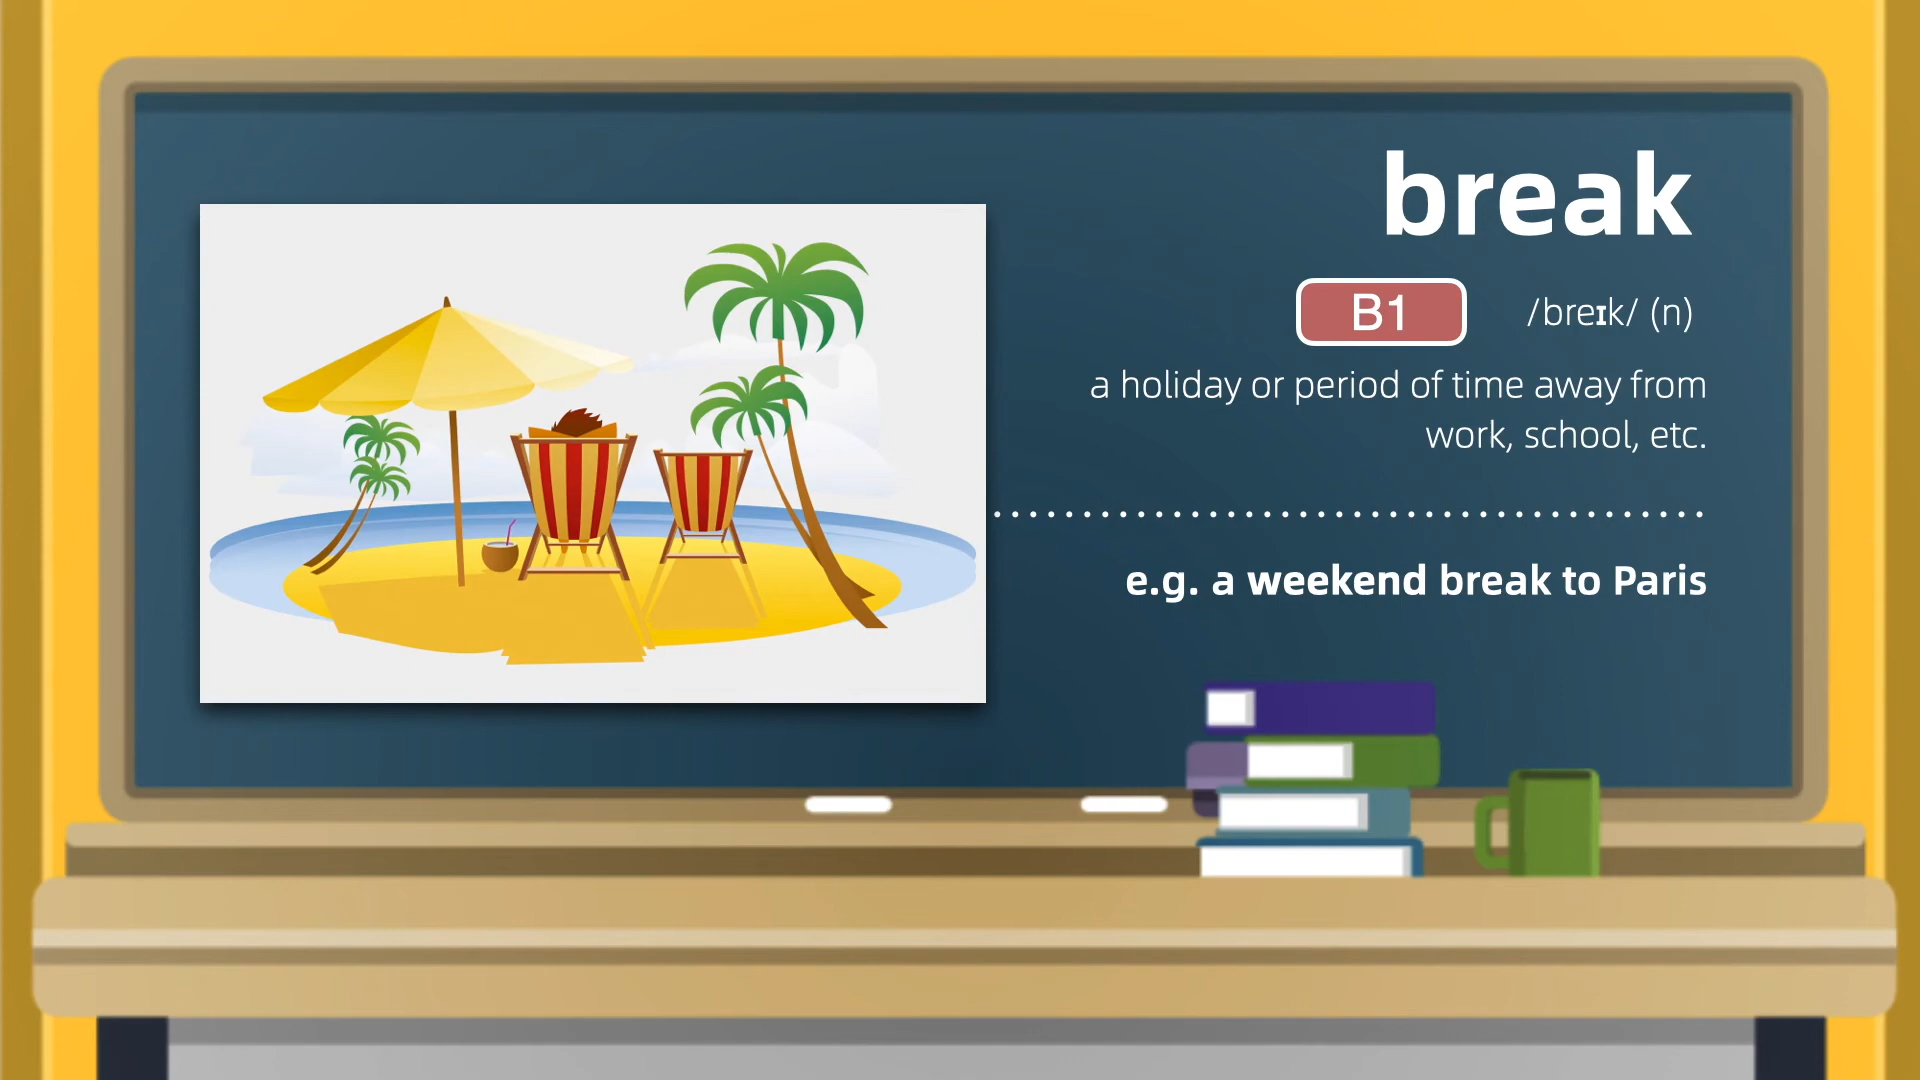 break
B1 /breɪk/ (n)
a holiday or period of time away from
work, school, etc.
e.g. a weekend break to Paris